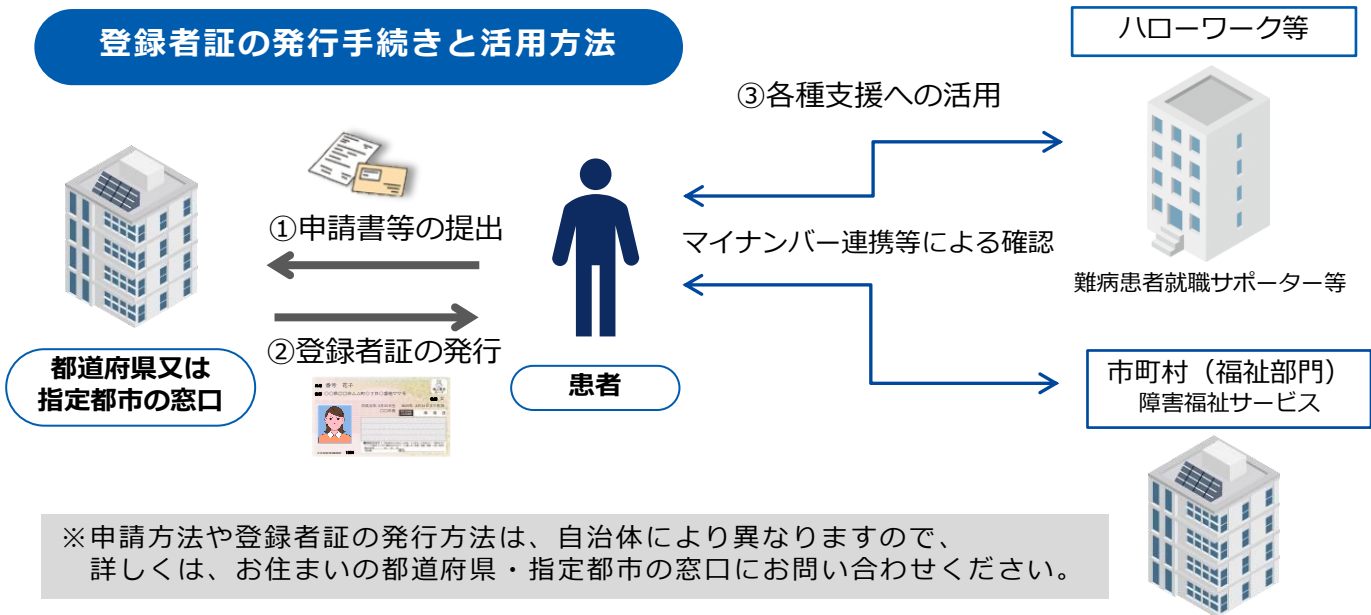 登録者証の発行手続きと活用方法
ハローワーク等
③各種支援への活用
①申請書等の提出
マイナンバー連携等による確認
難病患者就職サポーター等
②登録者証の発行
都道府県又は
指定都市の窓口
患者
市町村（福祉部門）
障害福祉サービス
番号 花子
※申請方法や登録者証の発行方法は、自治体により異なりますので、
詳しくは、お住まいの都道府県・指定都市の窓口にお問い合わせください。